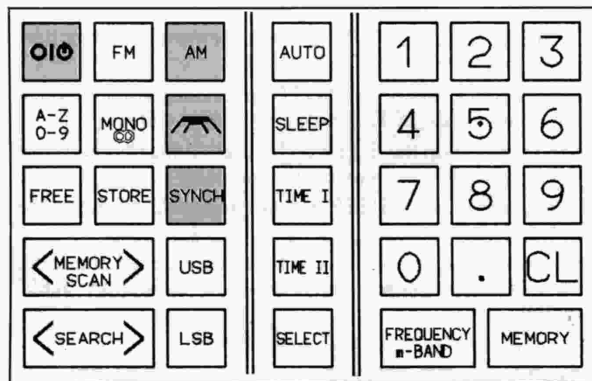 O|⏻
FM
AM
AUTO
1
2
3
A-Z
0-9
MONO
SLEEP
4
5
6
FREE
STORE
SYNCH
TIME I
7
8
9
<MEMORY
SCAN>
USB
TIME II
0
.
CL
<SEARCH>
LSB
SELECT
FREQUENCY
m-BAND
MEMORY